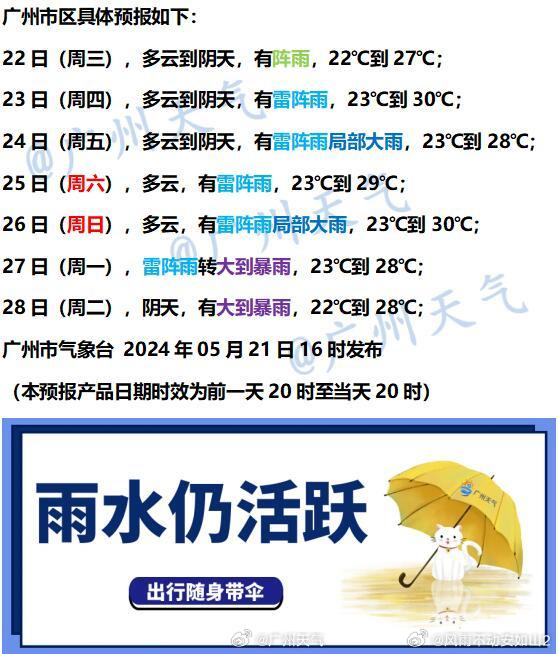 广州市区具体预报如下：
22日（周三），多云到阴天，有阵雨，22℃到27℃；
23日（周四），多云到阴天，有雷阵雨，23℃到30℃；
24日（周五），多云到阴天，有雷阵雨局部大雨，23℃到28℃；
25日（周六），多云，有雷阵雨，23℃到29℃；
26日（周日），多云，有雷阵雨局部大雨，23℃到30℃；
27日（周一），雷阵雨转大到暴雨，23℃到28℃；
28日（周二），阴天，有大到暴雨，22℃到28℃；
广州市气象台 2024年05月21日16时发布
（本预报产品日期时效为前一天20时至当天20时）
@广州天气
@广州天气
@广州天气
雨水仍活跃
出行随身带伞
广州天气
@广州天气
@风雨不动安如山2